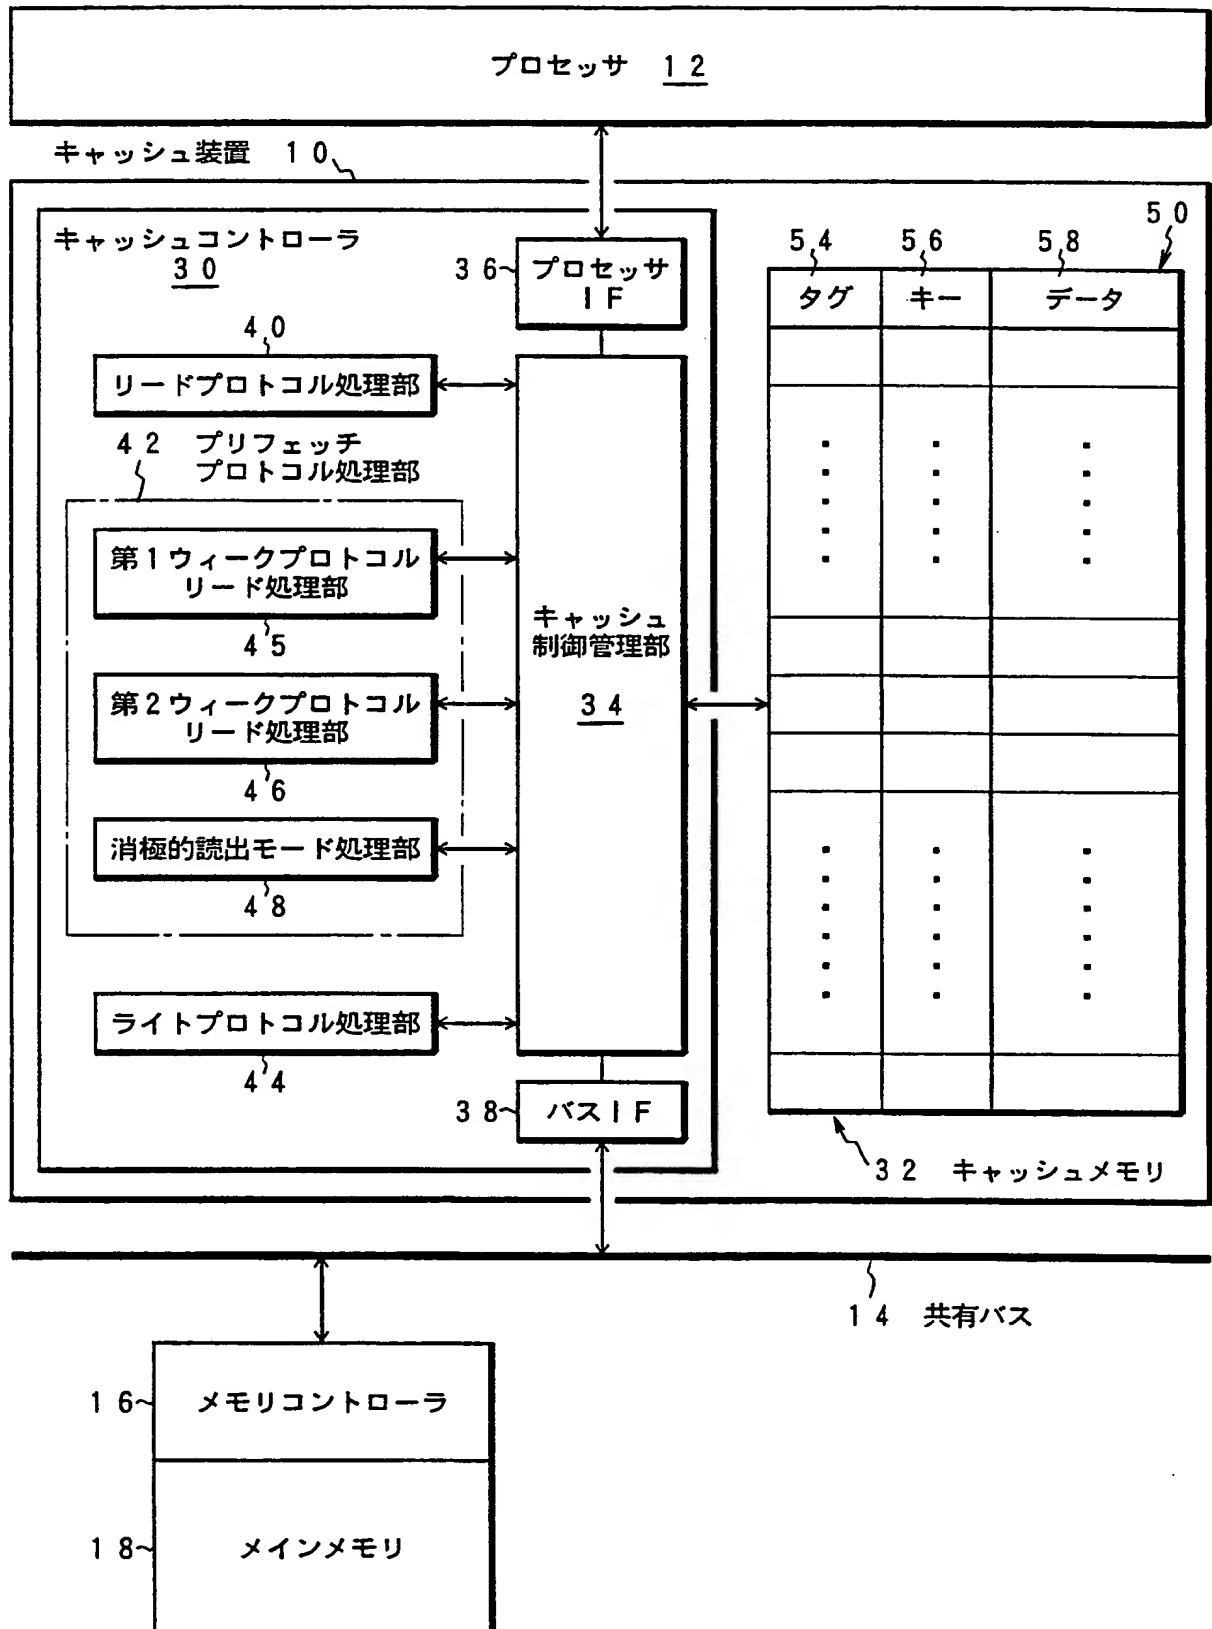 プロセッサ 12
キャッシュ装置 10
キャッシュコントローラ
30
36 プロセッサ
IF
50
54 56 58
タグ キー データ
40
リードプロトコル処理部
42 プリフェッチ
プロトコル処理部
第1ウィークプロトコル
リード処理部
45
第2ウィークプロトコル
リード処理部
46
消極的読出モード処理部
48
ライトプロトコル処理部
44
キャッシュ
制御管理部
34
38 バスIF
32 キャッシュメモリ
14 共有バス
16 メモリコントローラ
18 メインメモリ